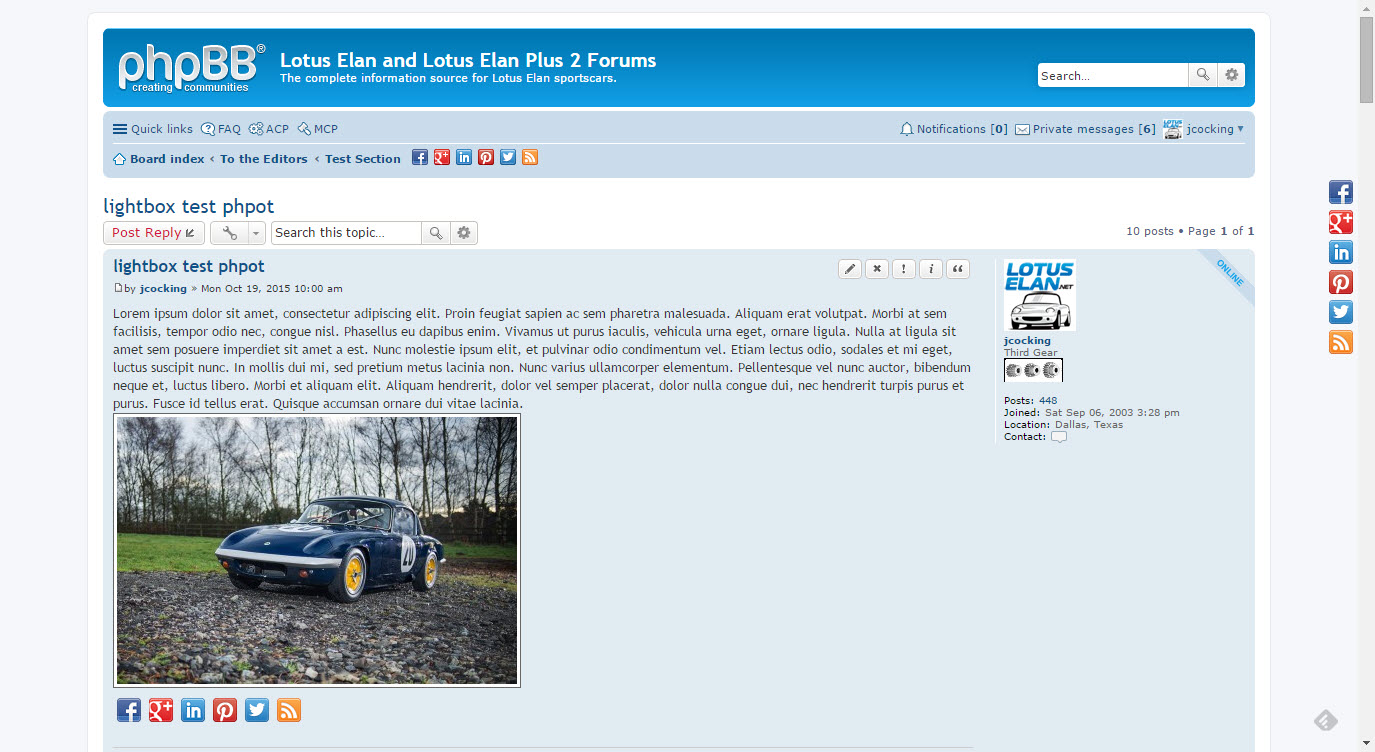 phpBB®
creating communities
Lotus Elan and Lotus Elan Plus 2 Forums
The complete information source for Lotus Elan sportscars.
Search…
Quick links FAQ ACP MCP
Notifications [0] Private messages [6] jcocking
Board index ‹ To the Editors ‹ Test Section
lightbox test phpot
Post Reply Search this topic…
10 posts • Page 1 of 1
lightbox test phpot
by jcocking » Mon Oct 19, 2015 10:00 am
Lorem ipsum dolor sit amet, consectetur adipiscing elit. Proin feugiat sapien ac sem pharetra malesuada. Aliquam erat volutpat. Morbi at sem
facilisis, tempor odio nec, congue nisl. Phasellus eu dapibus enim. Vivamus ut purus iaculis, vehicula urna eget, ornare ligula. Nulla at ligula sit
amet sem posuere imperdiet sit amet a est. Nunc molestie ipsum elit, et pulvinar odio condimentum vel. Etiam lectus odio, sodales et mi eget,
luctus suscipit nunc. In mollis dui mi, sed pretium metus lacinia non. Nunc varius ullamcorper elementum. Pellentesque vel nunc auctor, bibendum
neque et, luctus libero. Morbi et aliquam elit. Aliquam hendrerit, dolor vel semper placerat, dolor nulla congue dui, nec hendrerit turpis purus et
purus. Fusce id tellus erat. Quisque accumsan ornare dui vitae lacinia.
20
LOTUS
ELAN.NET
ONLINE
jcocking
Third Gear
Posts: 448
Joined: Sat Sep 06, 2003 3:28 pm
Location: Dallas, Texas
Contact: